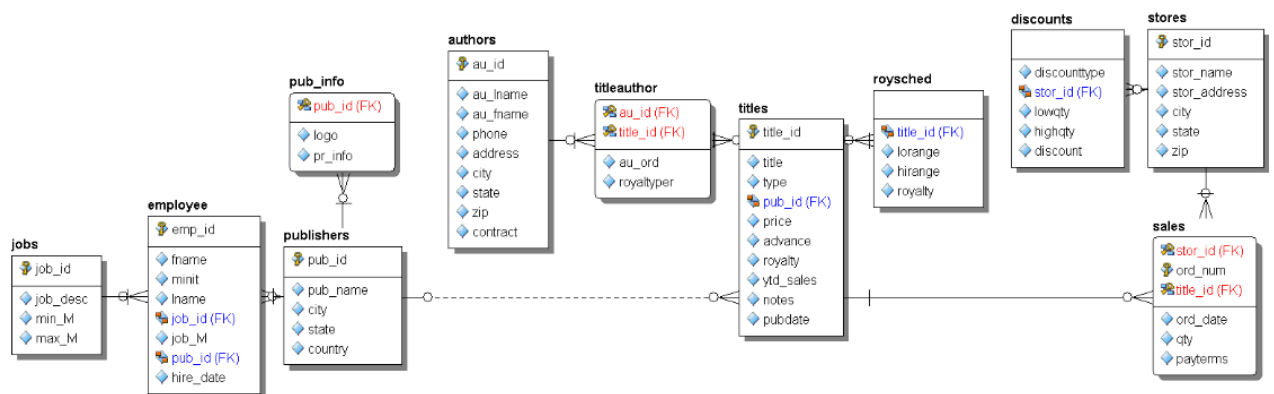 jobs
job_id
job_desc
min_M
max_M
employee
emp_id
fname
minit
lname
job_id (FK)
job_M
pub_id (FK)
hire_date
pub_info
pub_id (FK)
logo
pr_info
publishers
pub_id
pub_name
city
state
country
authors
au_id
au_lname
au_fname
phone
address
city
state
zip
contract
titleauthor
au_id (FK)
title_id (FK)
au_ord
royaltyper
titles
title_id
title
type
pub_id (FK)
price
advance
royalty
ytd_sales
notes
pubdate
roysched
title_id (FK)
lorange
hirange
royalty
discounts
discounttype
stor_id (FK)
lowqty
highqty
discount
stores
stor_id
stor_name
stor_address
city
state
zip
sales
stor_id (FK)
ord_num
title_id (FK)
ord_date
qty
payterms